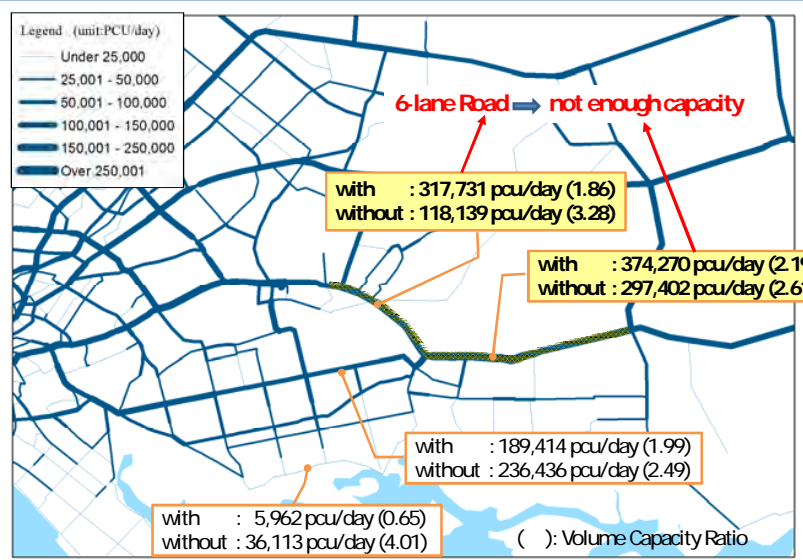 Legend (unit:PCU/day)
Under 25,000
25,001 - 50,000
50,001 - 100,000
100,001 - 150,000
150,001 - 250,000
Over 250,001
6-lane Road not enough capacity
with : 317,731 pcu/day (1.86)
without : 118,139 pcu/day (3.28)
with : 374,270 pcu/day (2.19
without : 297,402 pcu/day (2.61
with : 189,414 pcu/day (1.99)
without : 236,436 pcu/day (2.49)
with : 5,962 pcu/day (0.65)
without : 36,113 pcu/day (4.01)
( ): Volume Capacity Ratio